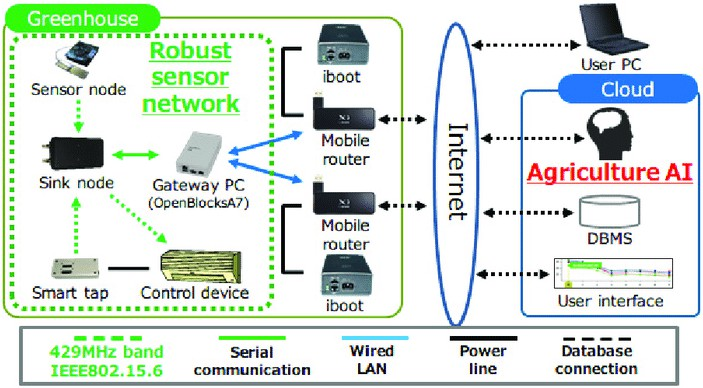 Greenhouse
Robust
sensor
network
Sensor node
Sink node
Gateway PC
(OpenBlocksA7)
Smart tap
Control device
iboot
Mobile
router
Mobile
router
iboot
Internet
User PC
Cloud
Agriculture AI
DBMS
User interface
429MHz band
IEEE802.15.6
Serial
communication
Wired
LAN
Power
line
Database
connection